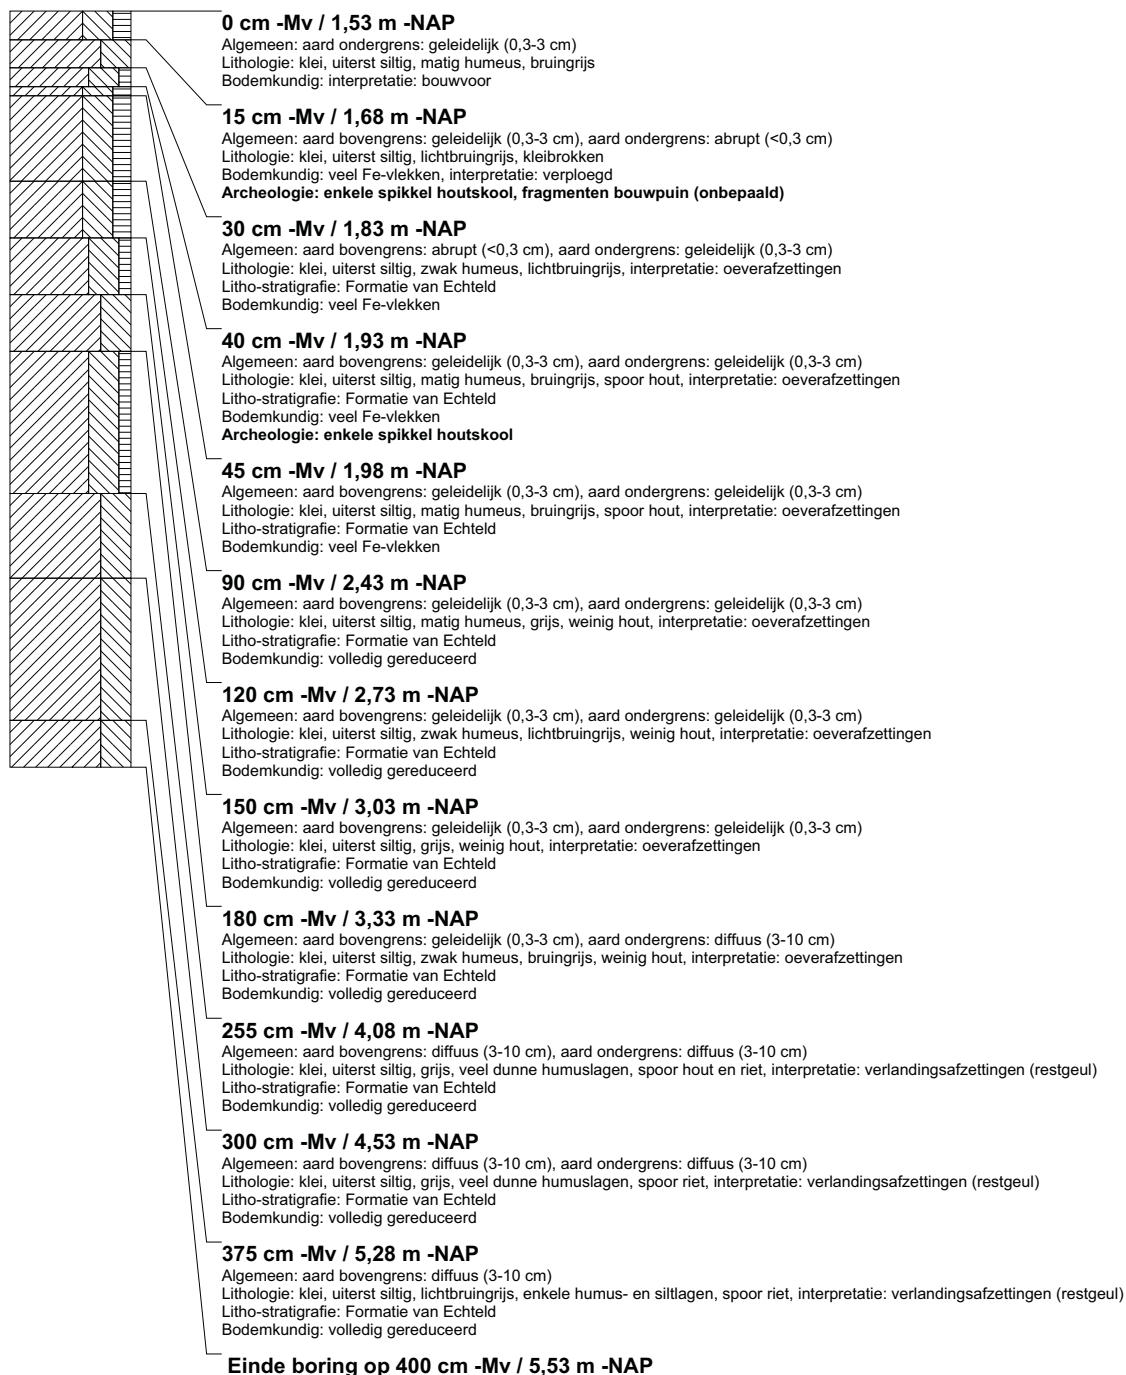 0 cm -Mv / 1,53 m -NAP
Algemeen: aard ondergrens: geleidelijk (0,3-3 cm)
Lithologie: klei, uiterst siltig, matig humeus, bruingrijs
Bodemkundig: interpretatie: bouwvoor
15 cm -Mv / 1,68 m -NAP
Algemeen: aard bovengrens: geleidelijk (0,3-3 cm), aard ondergrens: abrupt (<0,3 cm)
Lithologie: klei, uiterst siltig, lichtbruingrijs, kleibrokken
Bodemkundig: veel Fe-vlekken, interpretatie: verploegd
Archeologie: enkele spikkel houtskool, fragmenten bouwpuin (onbepaald)
30 cm -Mv / 1,83 m -NAP
Algemeen: aard bovengrens: abrupt (<0,3 cm), aard ondergrens: geleidelijk (0,3-3 cm)
Lithologie: klei, uiterst siltig, zwak humeus, lichtbruingrijs, interpretatie: oeverafzettingen
Litho-stratigrafie: Formatie van Echteld
Bodemkundig: veel Fe-vlekken
40 cm -Mv / 1,93 m -NAP
Algemeen: aard bovengrens: geleidelijk (0,3-3 cm), aard ondergrens: geleidelijk (0,3-3 cm)
Lithologie: klei, uiterst siltig, matig humeus, bruingrijs, spoor hout, interpretatie: oeverafzettingen
Litho-stratigrafie: Formatie van Echteld
Bodemkundig: veel Fe-vlekken
Archeologie: enkele spikkel houtskool
45 cm -Mv / 1,98 m -NAP
Algemeen: aard bovengrens: geleidelijk (0,3-3 cm), aard ondergrens: geleidelijk (0,3-3 cm)
Lithologie: klei, uiterst siltig, matig humeus, bruingrijs, spoor hout, interpretatie: oeverafzettingen
Litho-stratigrafie: Formatie van Echteld
Bodemkundig: veel Fe-vlekken
90 cm -Mv / 2,43 m -NAP
Algemeen: aard bovengrens: geleidelijk (0,3-3 cm), aard ondergrens: geleidelijk (0,3-3 cm)
Lithologie: klei, uiterst siltig, matig humeus, grijs, weinig hout, interpretatie: oeverafzettingen
Litho-stratigrafie: Formatie van Echteld
Bodemkundig: volledig gereduceerd
120 cm -Mv / 2,73 m -NAP
Algemeen: aard bovengrens: geleidelijk (0,3-3 cm), aard ondergrens: geleidelijk (0,3-3 cm)
Lithologie: klei, uiterst siltig, zwak humeus, lichtbruingrijs, weinig hout, interpretatie: oeverafzettingen
Litho-stratigrafie: Formatie van Echteld
Bodemkundig: volledig gereduceerd
150 cm -Mv / 3,03 m -NAP
Algemeen: aard bovengrens: geleidelijk (0,3-3 cm), aard ondergrens: geleidelijk (0,3-3 cm)
Lithologie: klei, uiterst siltig, grijs, weinig hout, interpretatie: oeverafzettingen
Litho-stratigrafie: Formatie van Echteld
Bodemkundig: volledig gereduceerd
180 cm -Mv / 3,33 m -NAP
Algemeen: aard bovengrens: geleidelijk (0,3-3 cm), aard ondergrens: diffuus (3-10 cm)
Lithologie: klei, uiterst siltig, zwak humeus, bruingrijs, weinig hout, interpretatie: oeverafzettingen
Litho-stratigrafie: Formatie van Echteld
Bodemkundig: volledig gereduceerd
255 cm -Mv / 4,08 m -NAP
Algemeen: aard bovengrens: diffuus (3-10 cm), aard ondergrens: diffuus (3-10 cm)
Lithologie: klei, uiterst siltig, grijs, veel dunne humuslagen, spoor hout en riet, interpretatie: verlandingsafzettingen (restgeul)
Litho-stratigrafie: Formatie van Echteld
Bodemkundig: volledig gereduceerd
300 cm -Mv / 4,53 m -NAP
Algemeen: aard bovengrens: diffuus (3-10 cm), aard ondergrens: diffuus (3-10 cm)
Lithologie: klei, uiterst siltig, grijs, veel dunne humuslagen, spoor riet, interpretatie: verlandingsafzettingen (restgeul)
Litho-stratigrafie: Formatie van Echteld
Bodemkundig: volledig gereduceerd
375 cm -Mv / 5,28 m -NAP
Algemeen: aard bovengrens: diffuus (3-10 cm)
Lithologie: klei, uiterst siltig, lichtbruingrijs, enkele humus- en siltlagen, spoor riet, interpretatie: verlandingsafzettingen (restgeul)
Litho-stratigrafie: Formatie van Echteld
Bodemkundig: volledig gereduceerd
Einde boring op 400 cm -Mv / 5,53 m -NAP